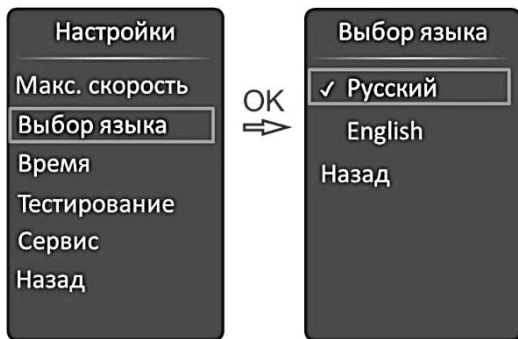 Настройки
Макс. скорость
Выбор языка
Время
Тестирование
Сервис
Назад
OK
Выбор языка
✓ Русский
English
Назад